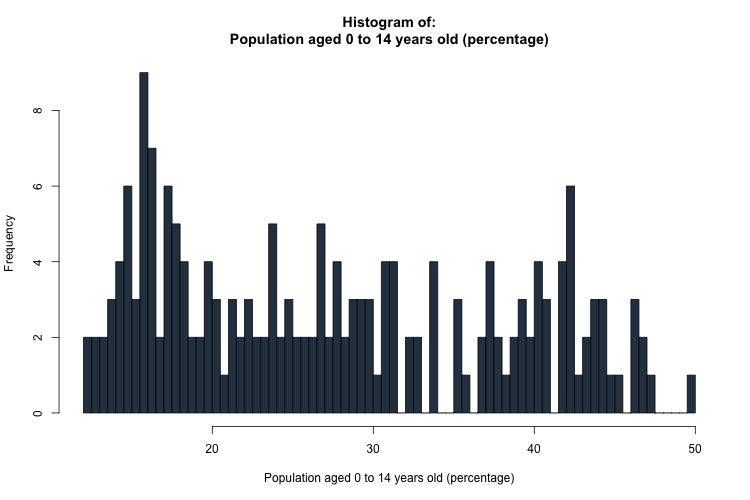 Histogram of:
Population aged 0 to 14 years old (percentage)
Frequency
8
6
4
2
0
20 30 40 50
Population aged 0 to 14 years old (percentage)